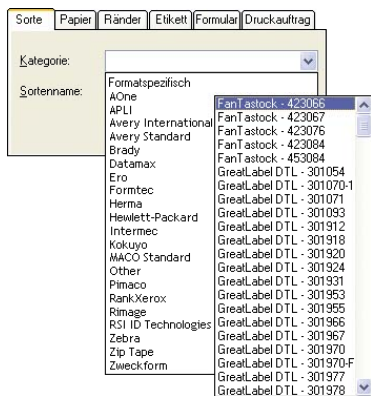 Sorte Papier Ränder Etikett Formular Druckauftrag
Kategorie:
Sortenname:
Formatspezifisch
AOne
APLI
Avery International
Avery Standard
Brady
Datamax
Ero
Formtec
Herma
Hewlett-Packard
Intermec
Kokuyo
MACO Standard
Other
Pimaco
RankXerox
Rimage
RSI ID Technologies
Zebra
Zip Tape
Zweckform
FanTastock - 423066
FanTastock - 423067
FanTastock - 423076
FanTastock - 423084
FanTastock - 453084
GreatLabel DTL - 301054
GreatLabel DTL - 301070-1
GreatLabel DTL - 301071
GreatLabel DTL - 301093
GreatLabel DTL - 301912
GreatLabel DTL - 301918
GreatLabel DTL - 301920
GreatLabel DTL - 301924
GreatLabel DTL - 301931
GreatLabel DTL - 301953
GreatLabel DTL - 301955
GreatLabel DTL - 301966
GreatLabel DTL - 301967
GreatLabel DTL - 301970
GreatLabel DTL - 301970-F
GreatLabel DTL - 301977
GreatLabel DTL - 301978